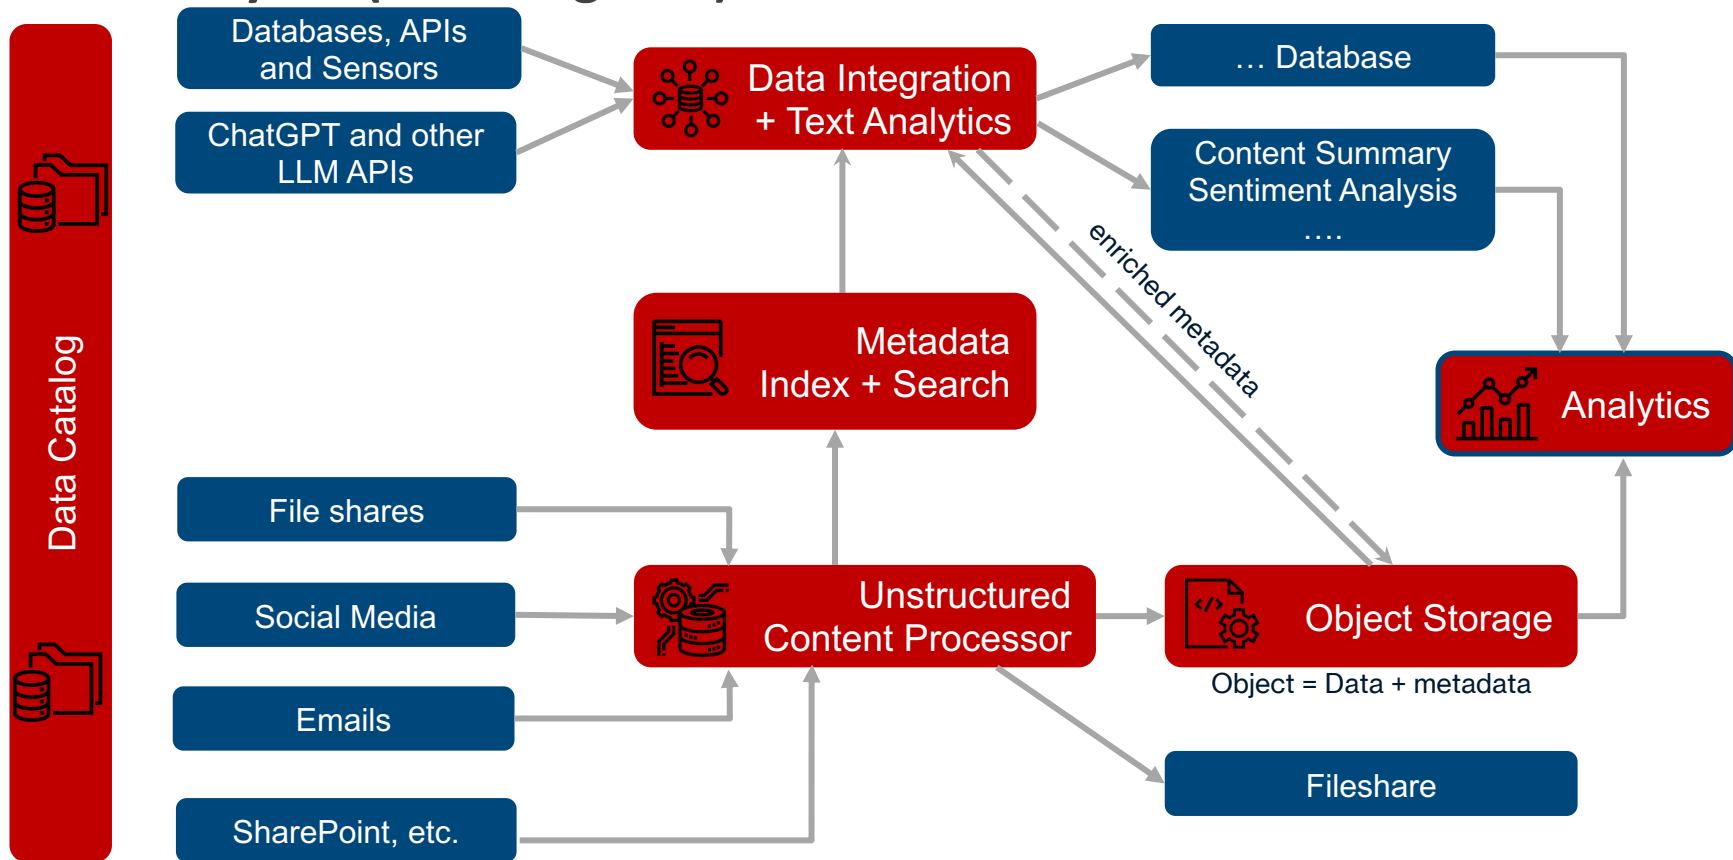 Databases, APIs
and Sensors
ChatGPT and other
LLM APIs
Data Integration
+ Text Analytics
… Database
Content Summary
Sentiment Analysis
….
enriched metadata
Metadata
Index + Search
Analytics
Data Catalog
File shares
Social Media
Emails
SharePoint, etc.
Unstructured
Content Processor
Object Storage
Object = Data + metadata
Fileshare